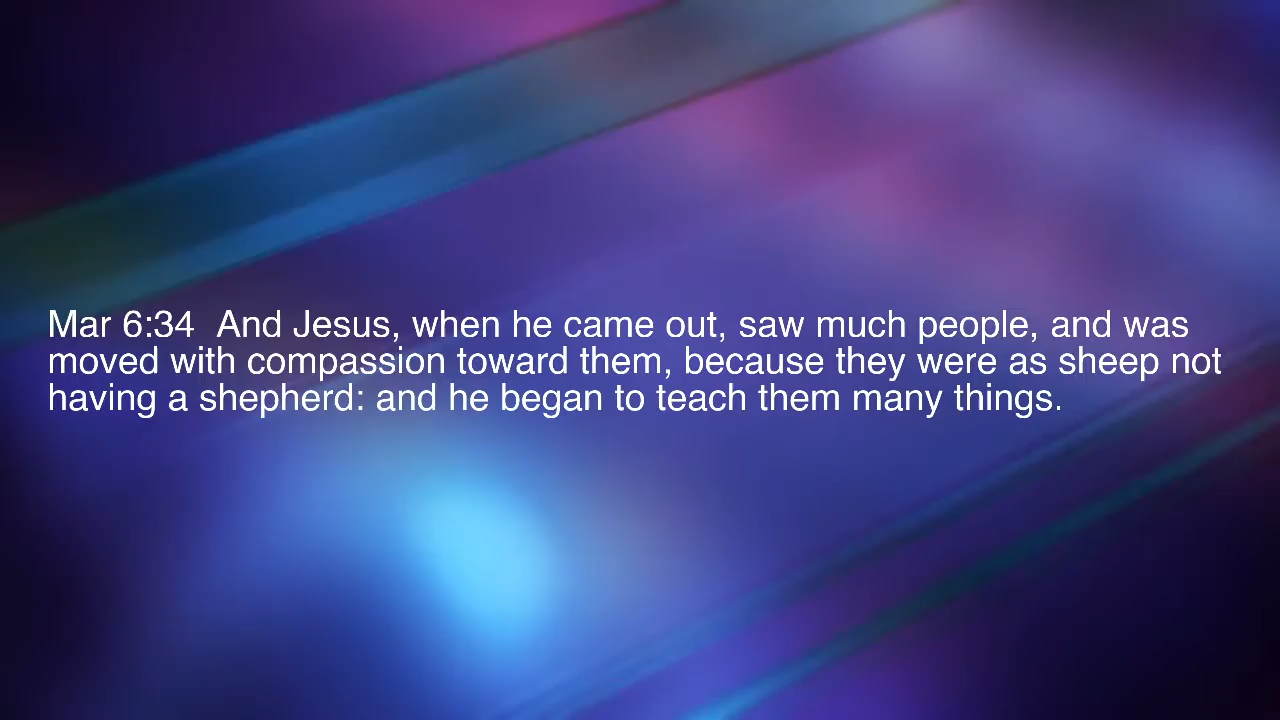 Mar 6:34  And Jesus, when he came out, saw much people, and was
moved with compassion toward them, because they were as sheep not
having a shepherd: and he began to teach them many things.